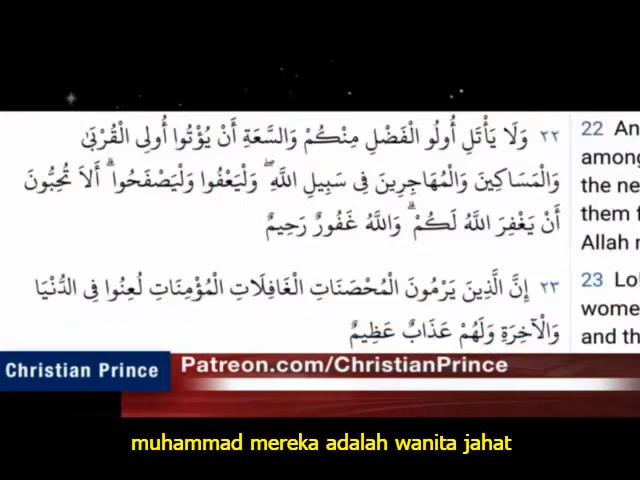 ٢٢ وَلَا يَأْتَلِ أُولُو الْفَضْلِ مِنْكُمْ وَالسَّعَةِ أَنْ يُؤْتُوا أُولِي الْقُرْبَىٰ
وَالْمَسَاكِينَ وَالْمُهَاجِرِينَ فِي سَبِيلِ اللَّهِ ۖ وَلْيَعْفُوا وَلْيَصْفَحُوا ۗ أَلَا تُحِبُّونَ
أَنْ يَغْفِرَ اللَّهُ لَكُمْ ۗ وَاللَّهُ غَفُورٌ رَحِيمٌ
٢٣ إِنَّ الَّذِينَ يَرْمُونَ الْمُحْصَنَاتِ الْغَافِلَاتِ الْمُؤْمِنَاتِ لُعِنُوا فِي الدُّنْيَا
وَالْآخِرَةِ وَلَهُمْ عَذَابٌ عَظِيمٌ
22 An
among
the ne
them f
Allah
23 Lo
wome
and th
Christian Prince
Patreon.com/ChristianPrince
muhammad mereka adalah wanita jahat